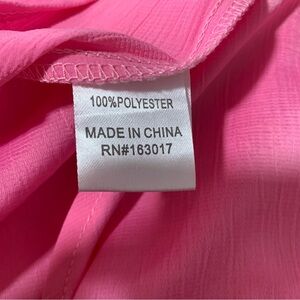 100%POLYESTER
MADE IN CHINA
RN#163017